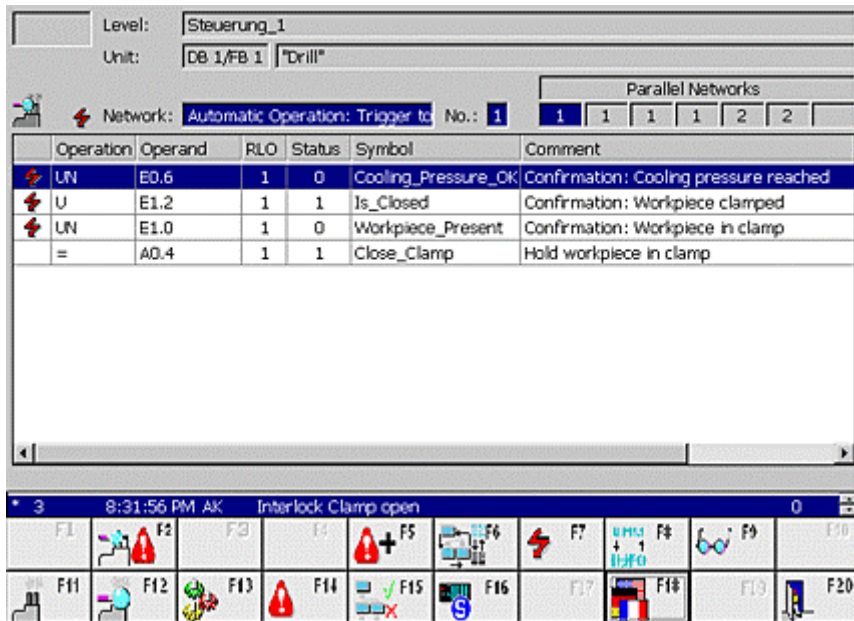 Level: Steuerung_1
Unit: DB 1/FB 1 "Drill"
Parallel Networks
Network: Automatic Operation: Trigger to No.: 1 1 1 1 1 2 2
Operation Operand RLO Status Symbol Comment
UN E0.6 1 0 Cooling_Pressure_OK Confirmation: Cooling pressure reached
U E1.2 1 1 Is_Closed Confirmation: Workpiece clamped
UN E1.0 1 0 Workpiece_Present Confirmation: Workpiece in clamp
= A0.4 1 1 Close_Clamp Hold workpiece in clamp
* 3 8:31:56 PM AK Interlock Clamp open 0
F1 F2 F3 F4 F5 F6 F7 F8 F9 F10
F11 F12 F13 F14 F15 F16 F17 F18 F19 F20